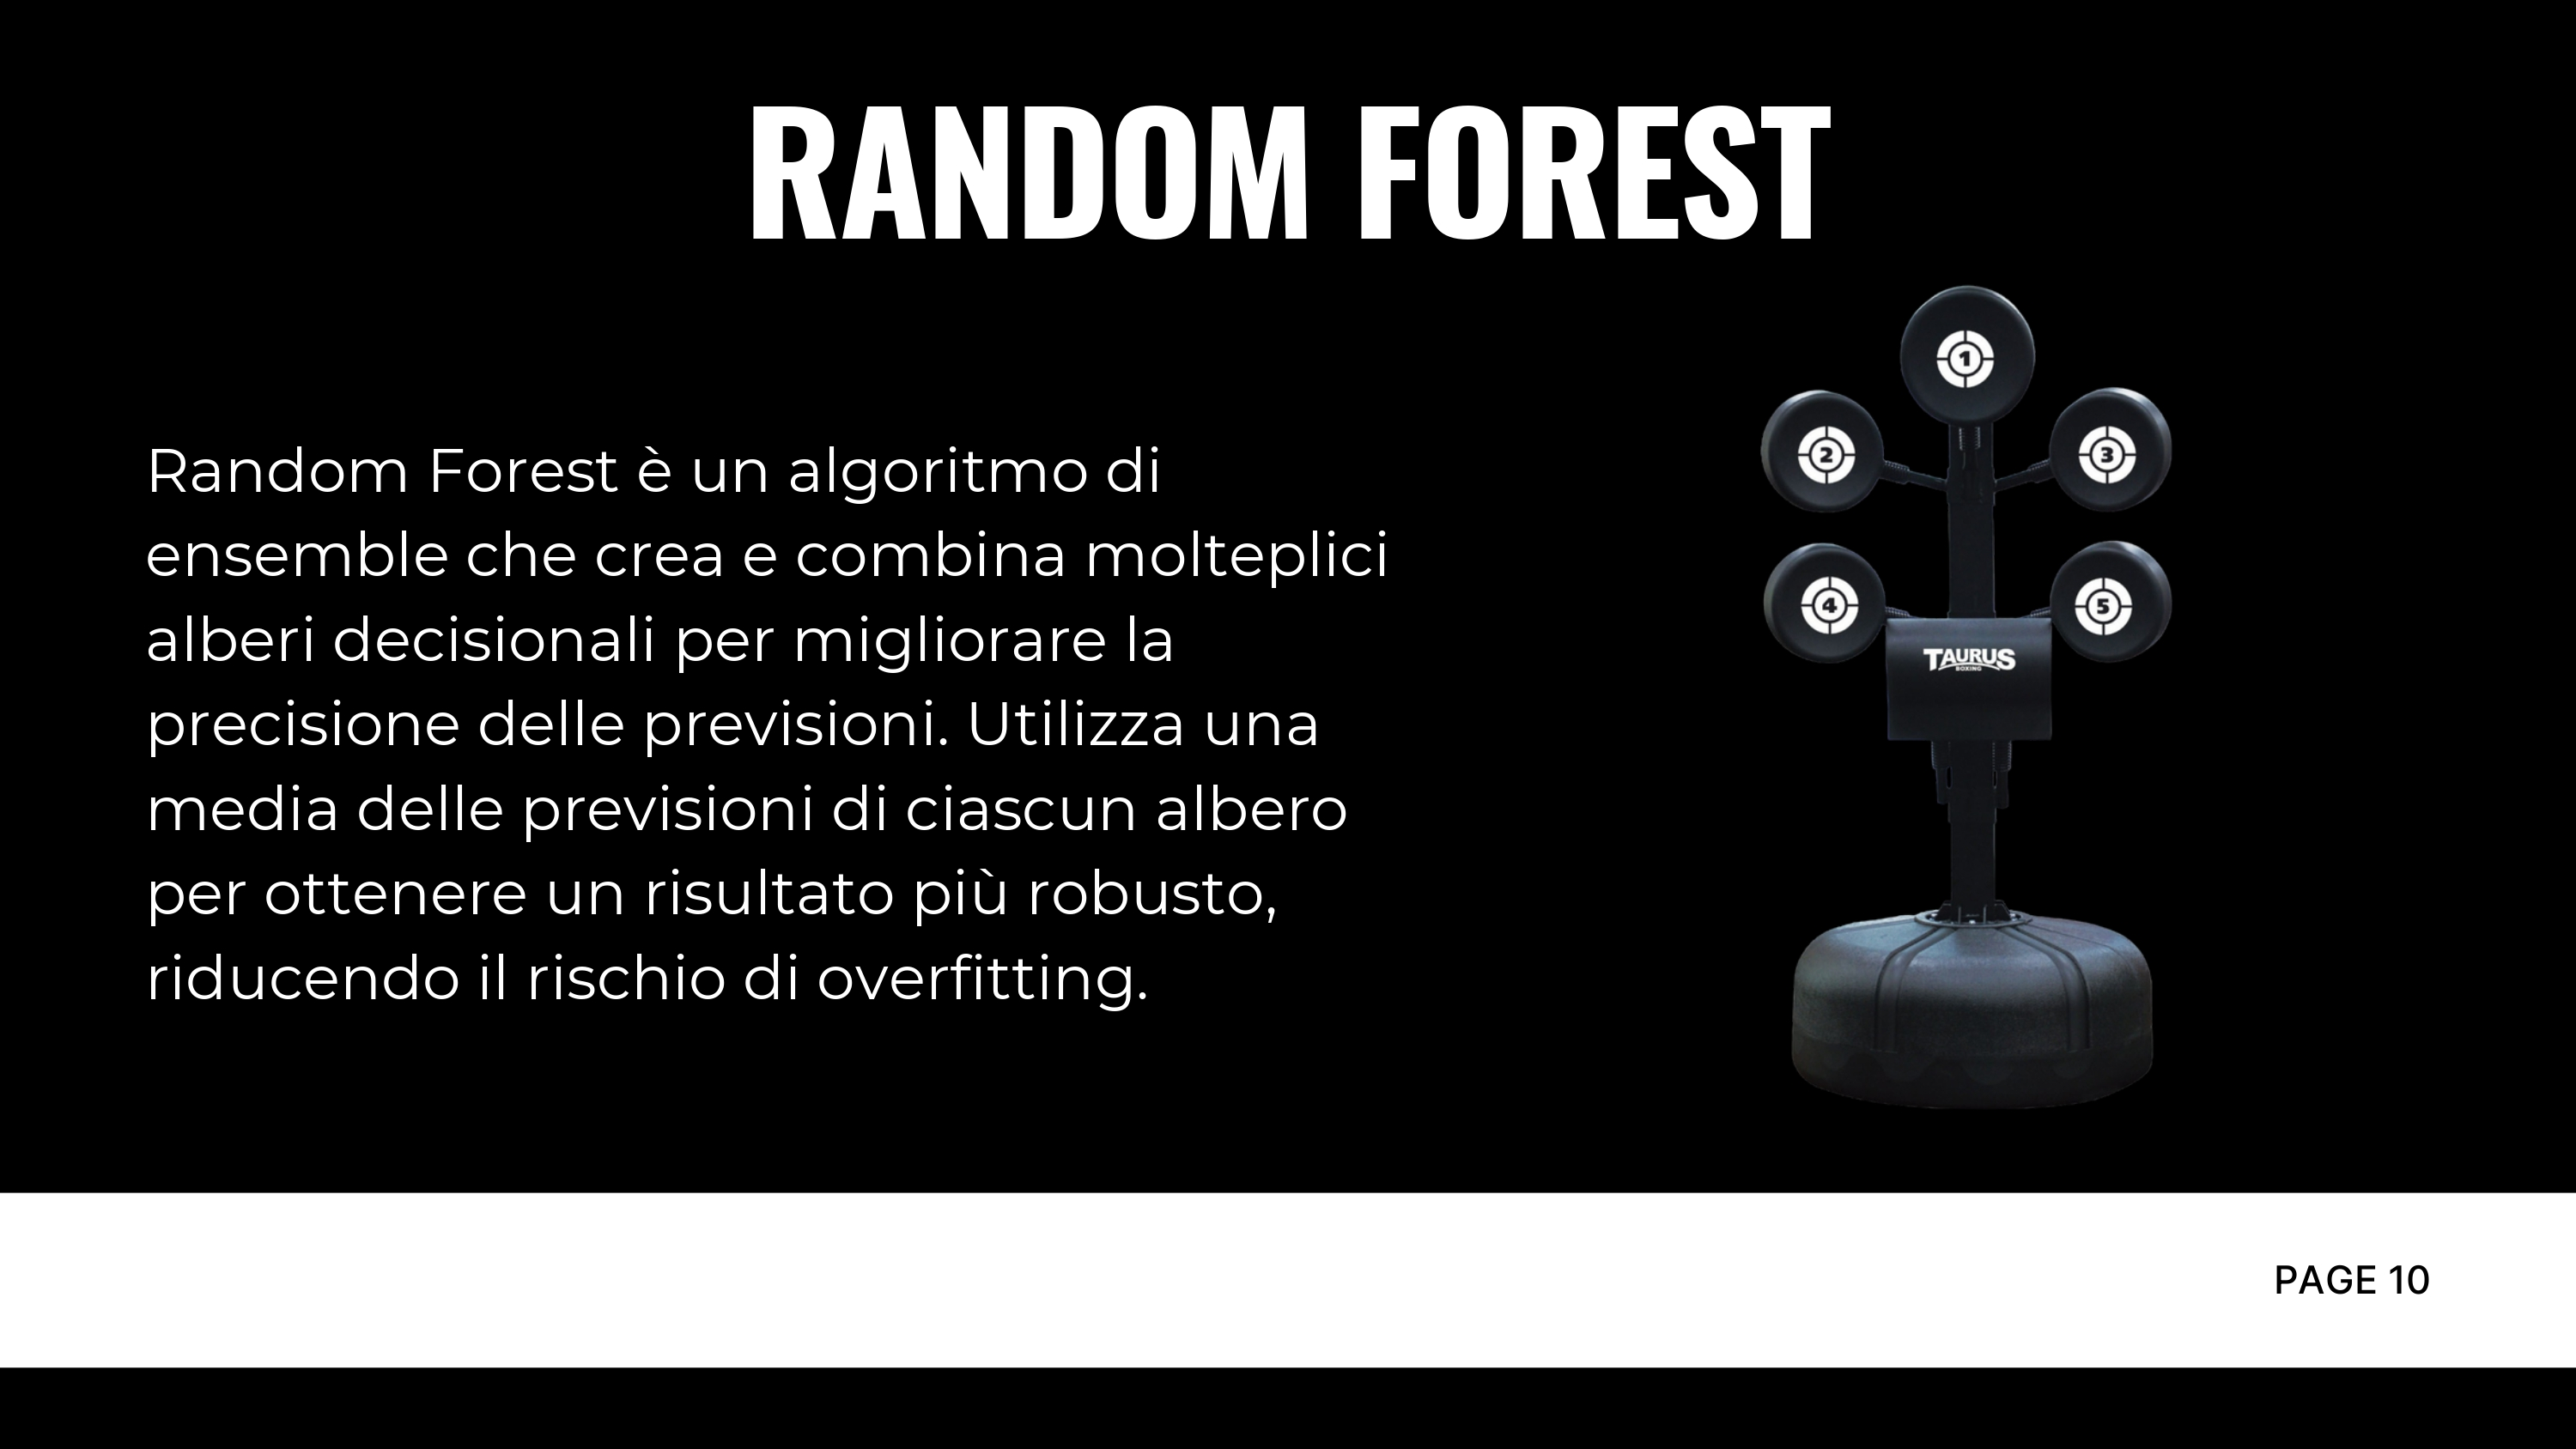 RANDOM FOREST
Random Forest è un algoritmo di
ensemble che crea e combina molteplici
alberi decisionali per migliorare la
precisione delle previsioni. Utilizza una
media delle previsioni di ciascun albero
per ottenere un risultato più robusto,
riducendo il rischio di overfitting.
1
2
3
4
5
TAURUS
BOXING
PAGE 10